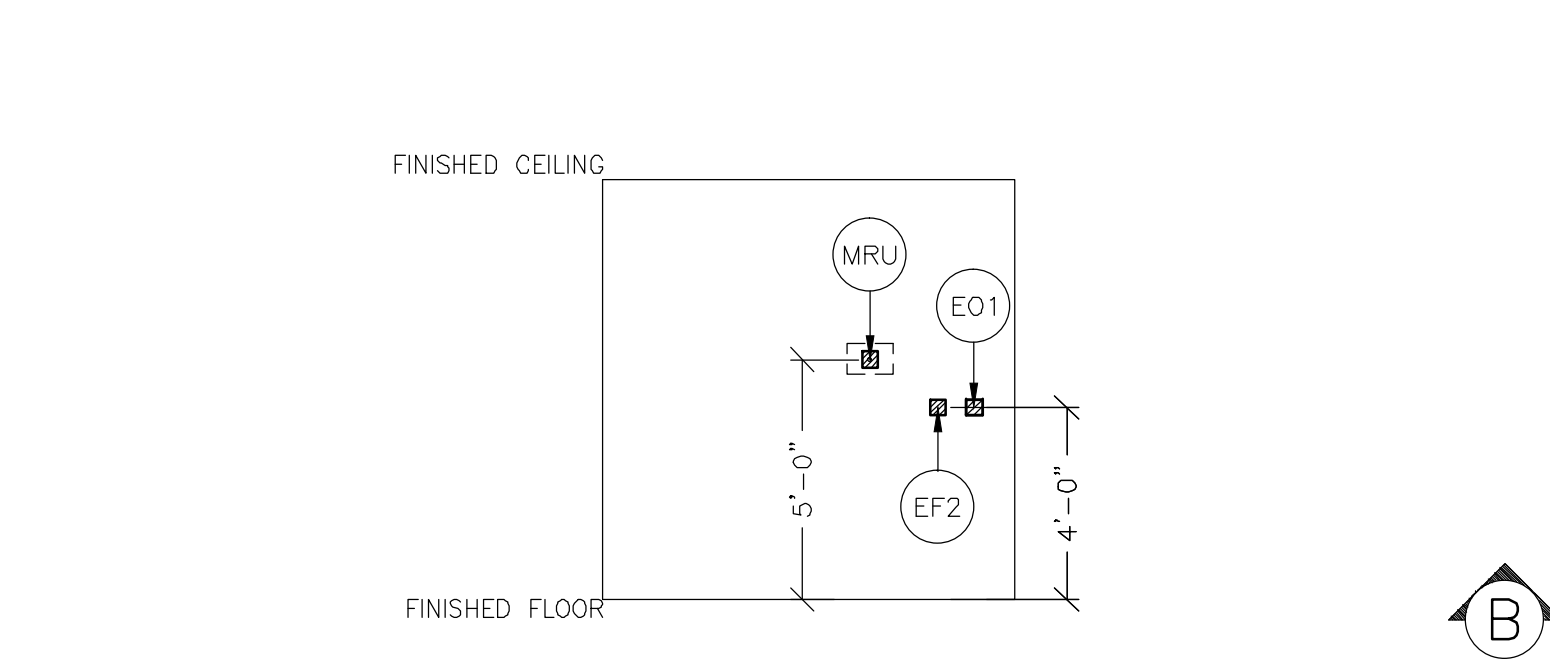 FINISHED CEILING
MRU
EO1
5'-0"
EF2
4'-0"
FINISHED FLOOR
B